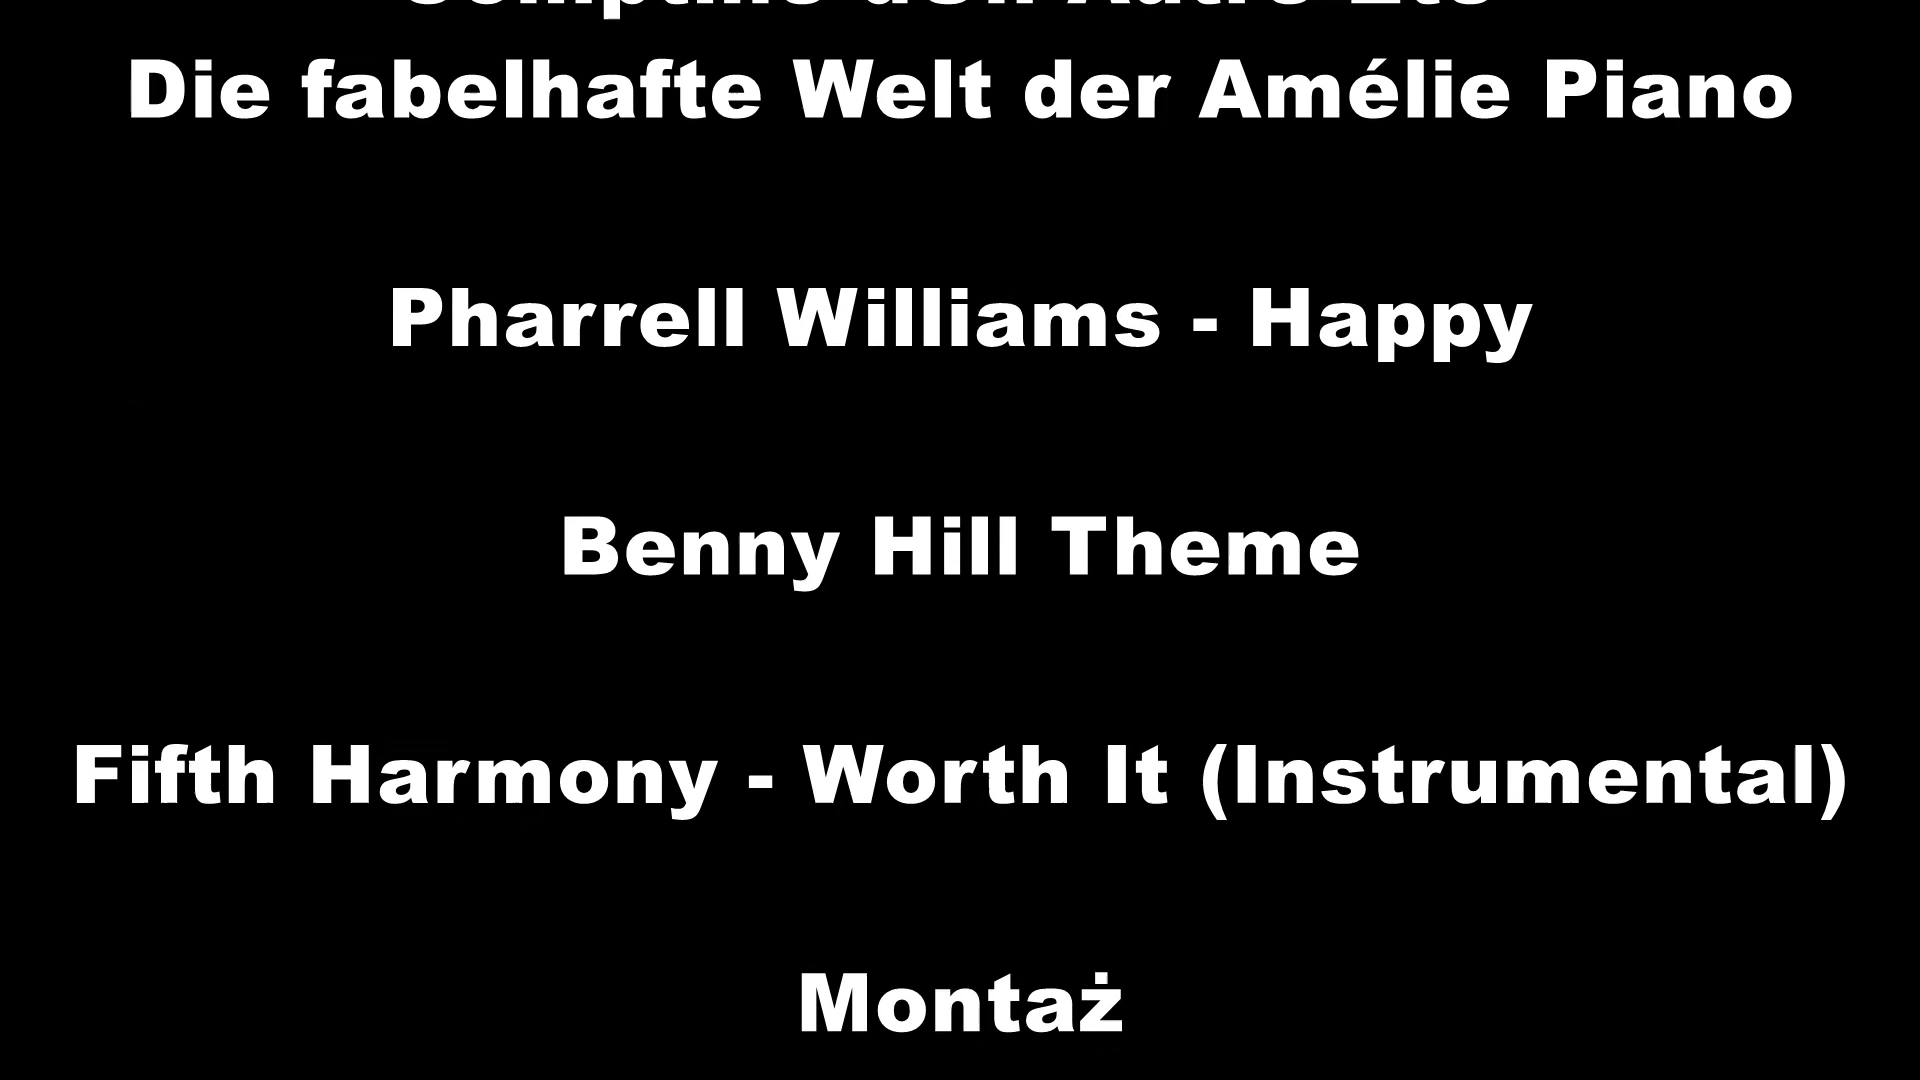 Die fabelhafte Welt der Amélie Piano
Pharrell Williams - Happy
Benny Hill Theme
Fifth Harmony - Worth It (Instrumental)
Montaż